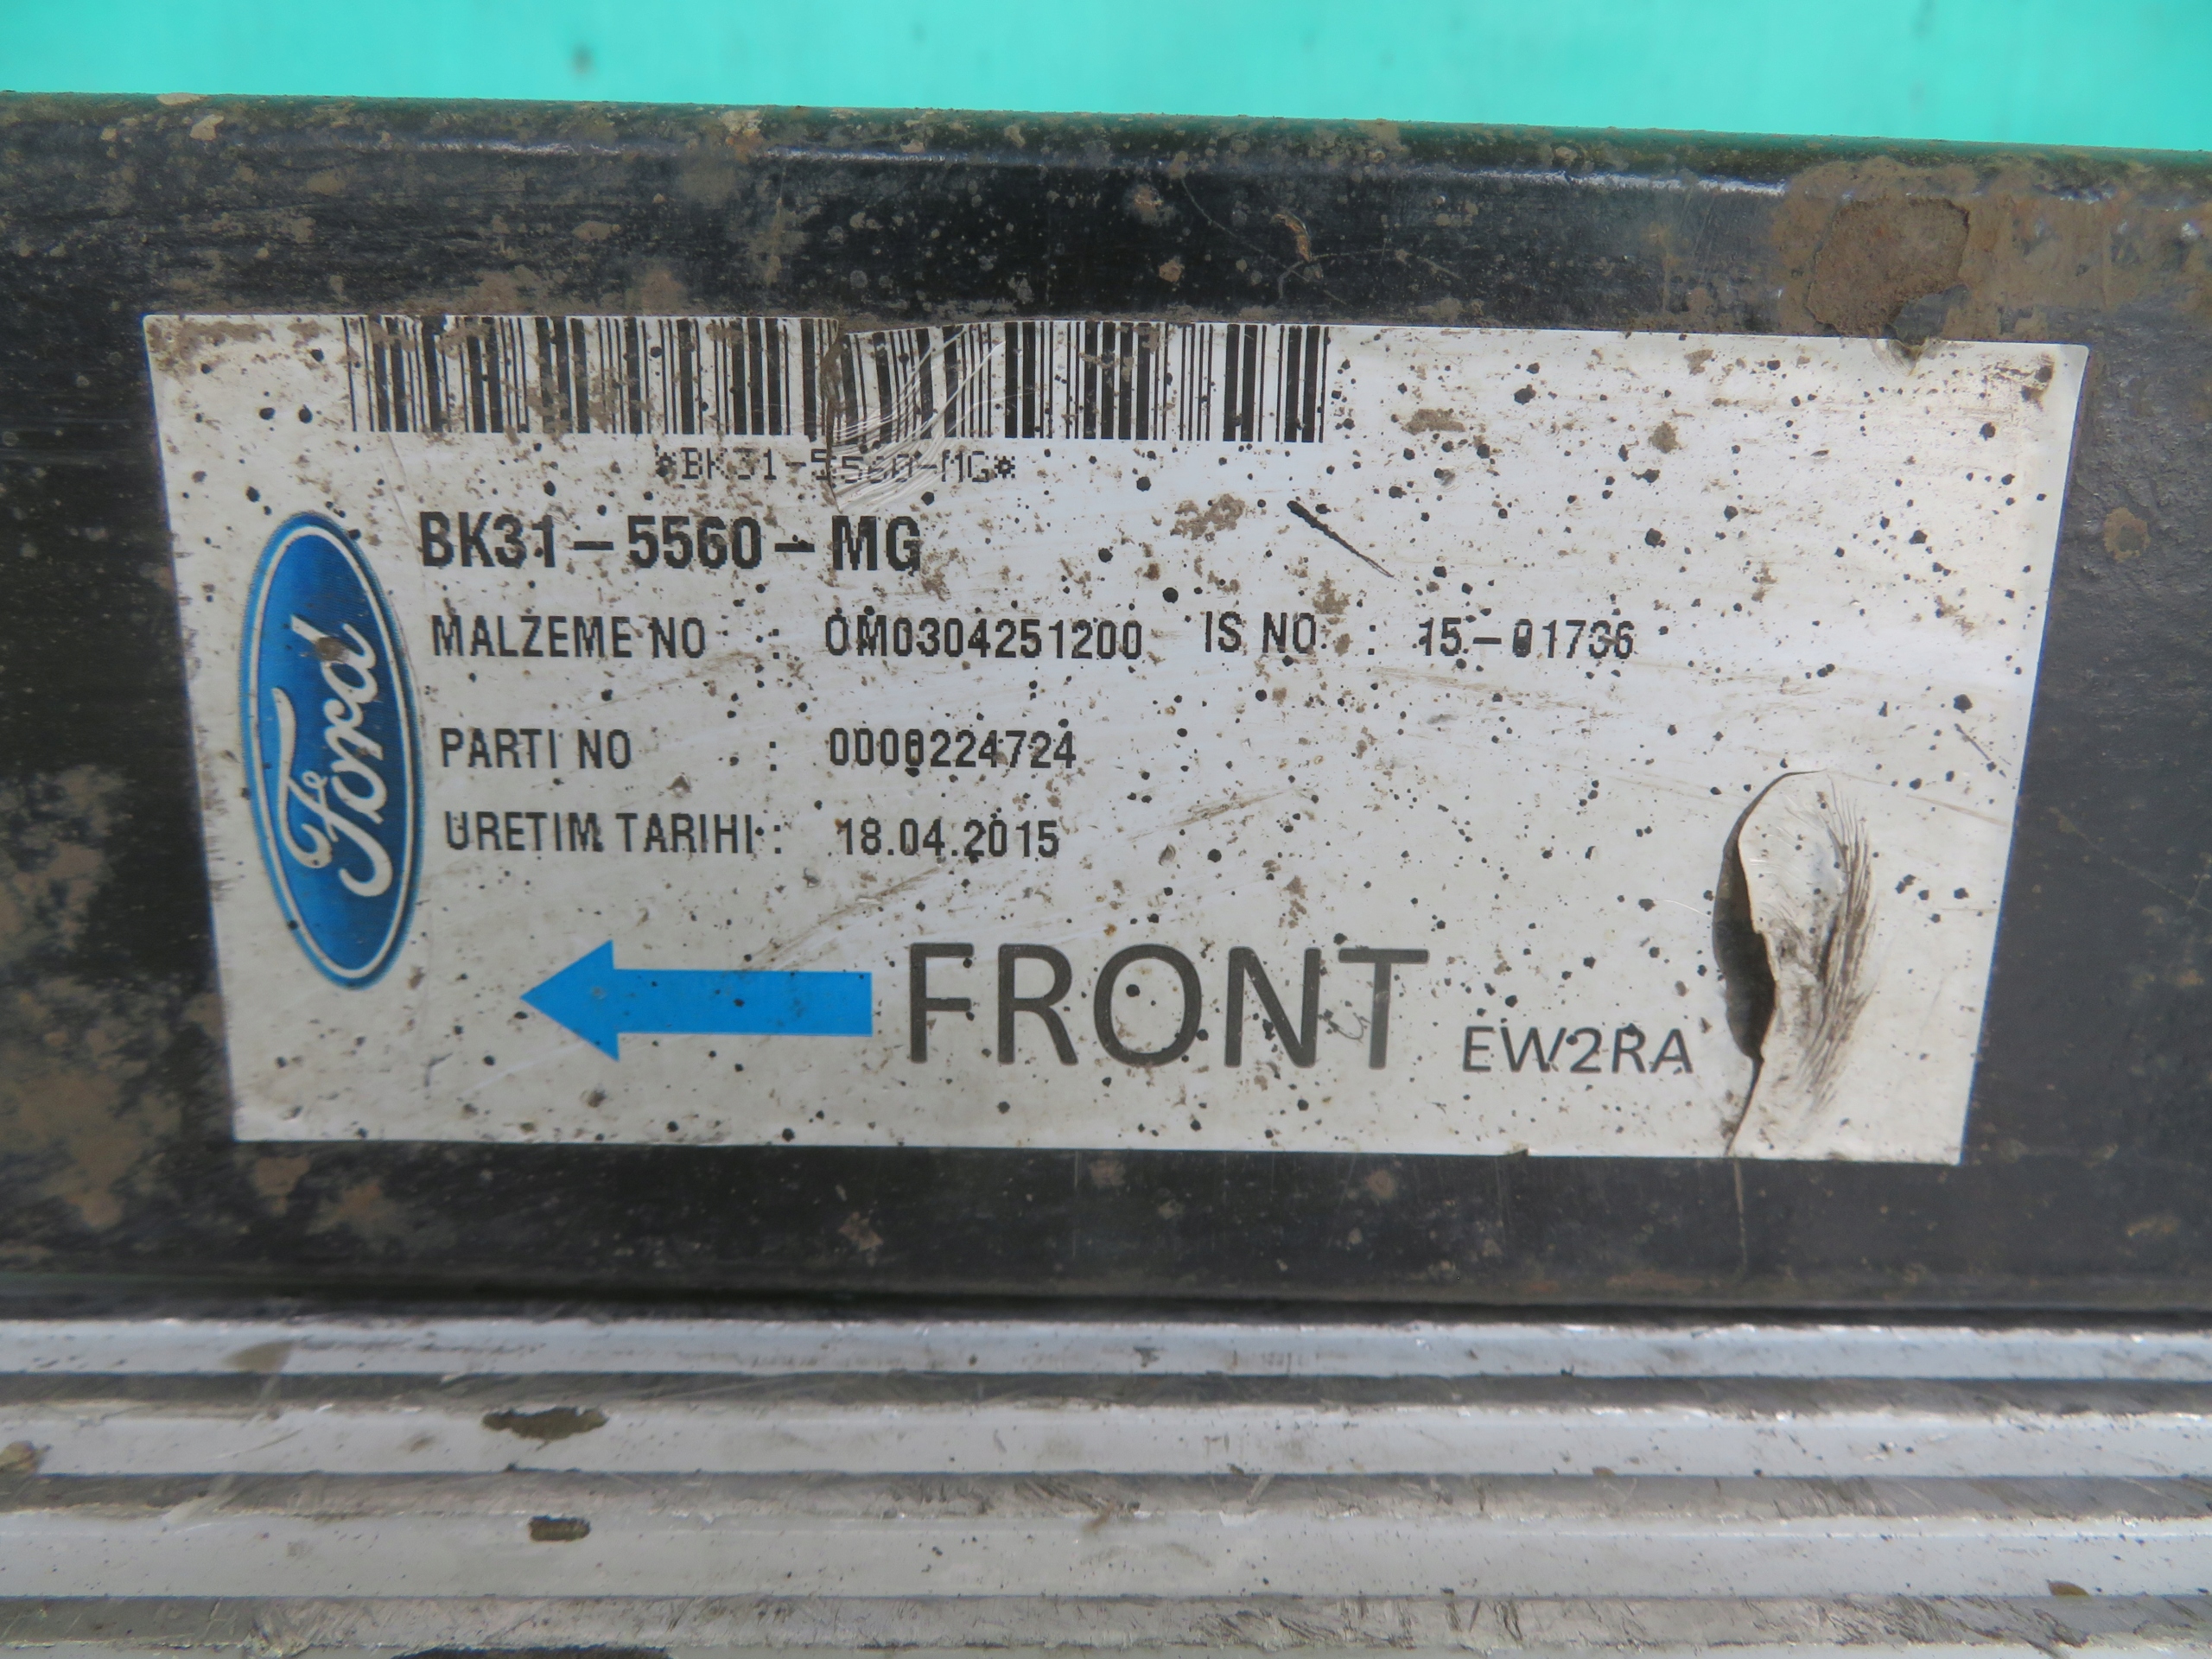 *BK31-5560-MG*
BK31-5560-MG
MALZEME NO : OM0304251200 IS NO : 15-01736
PARTI NO : 0000224724
URETIM TARIHI : 18.04.2015
Ford
FRONT EW2RA